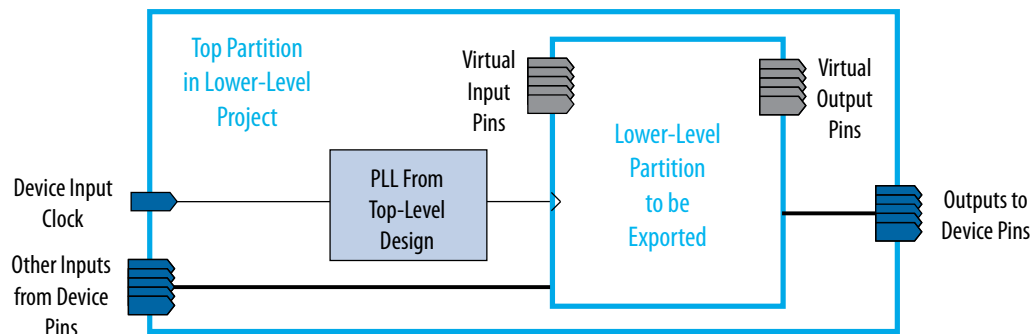 Top Partition
in Lower-Level
Project
Virtual
Input
Pins
Virtual
Output
Pins
Lower-Level
Partition
to be
Exported
Device Input
Clock
PLL From
Top-Level
Design
Outputs to
Device Pins
Other Inputs
from Device
Pins